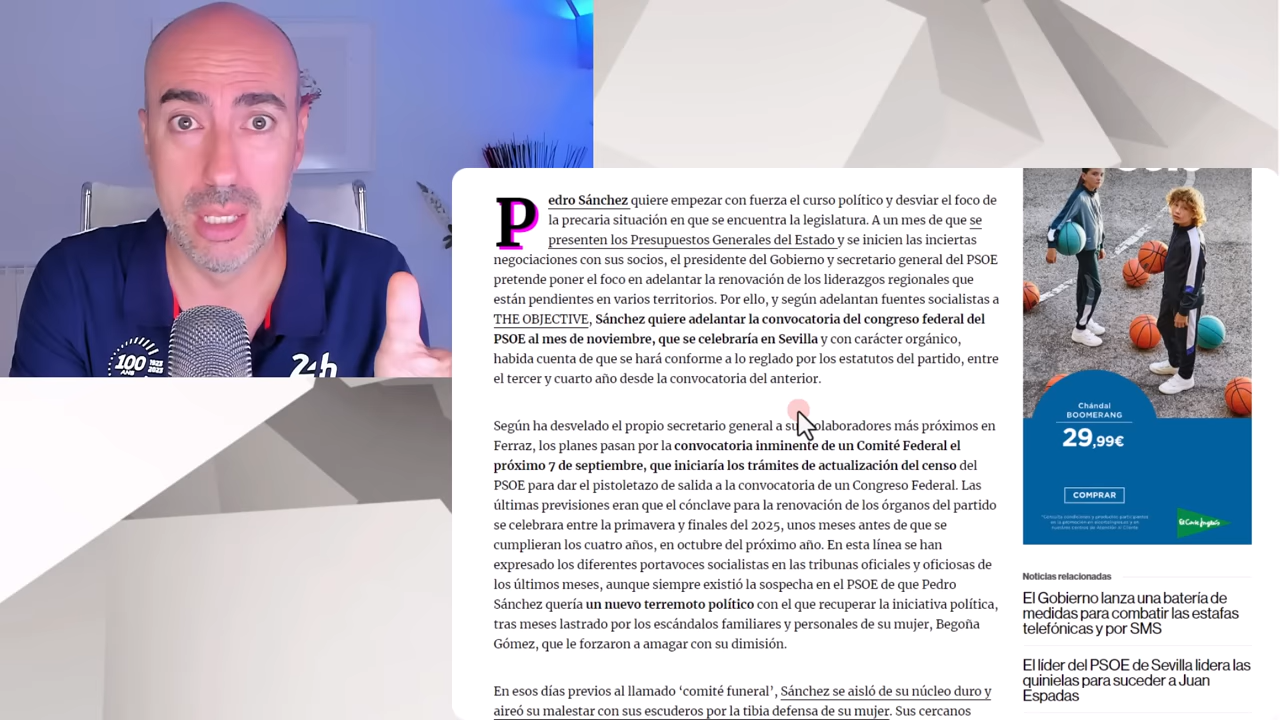 100
AÑOS
1923
2023
24h
Pedro Sánchez quiere empezar con fuerza el curso político y desviar el foco de
la precaria situación en que se encuentra la legislatura. A un mes de que se
presenten los Presupuestos Generales del Estado y se inicien las inciertas
negociaciones con sus socios, el presidente del Gobierno y secretario general del PSOE
pretende poner el foco en adelantar la renovación de los liderazgos regionales que
están pendientes en varios territorios. Por ello, y según adelantan fuentes socialistas a
THE OBJECTIVE, Sánchez quiere adelantar la convocatoria del congreso federal del
PSOE al mes de noviembre, que se celebraría en Sevilla y con carácter orgánico,
habida cuenta de que se hará conforme a lo reglado por los estatutos del partido, entre
el tercer y cuarto año desde la convocatoria del anterior.
Según ha desvelado el propio secretario general a sus colaboradores más próximos en
Ferraz, los planes pasan por la convocatoria inminente de un Comité Federal el
próximo 7 de septiembre, que iniciaría los trámites de actualización del censo del
PSOE para dar el pistoletazo de salida a la convocatoria de un Congreso Federal. Las
últimas previsiones eran que el cónclave para la renovación de los órganos del partido
se celebrara entre la primavera y finales del 2025, unos meses antes de que se
cumplieran los cuatro años, en octubre del próximo año. En esta línea se han
expresado los diferentes portavoces socialistas en las tribunas oficiales y oficiosas de
los últimos meses, aunque siempre existió la sospecha en el PSOE de que Pedro
Sánchez quería un nuevo terremoto político con el que recuperar la iniciativa política,
tras meses lastrado por los escándalos familiares y personales de su mujer, Begoña
Gómez, que le forzaron a amagar con su dimisión.
En esos días previos al llamado ‘comité funeral’, Sánchez se aisló de su núcleo duro y
aireó su malestar con sus escuderos por la tibia defensa de su mujer. Sus cercanos
Chándal
BOOMERANG
29,99€
COMPRAR
El Corte Inglés
Noticias relacionadas
El Gobierno lanza una batería de
medidas para combatir las estafas
telefónicas y por SMS
El líder del PSOE de Sevilla lidera las
quinielas para suceder a Juan
Espadas